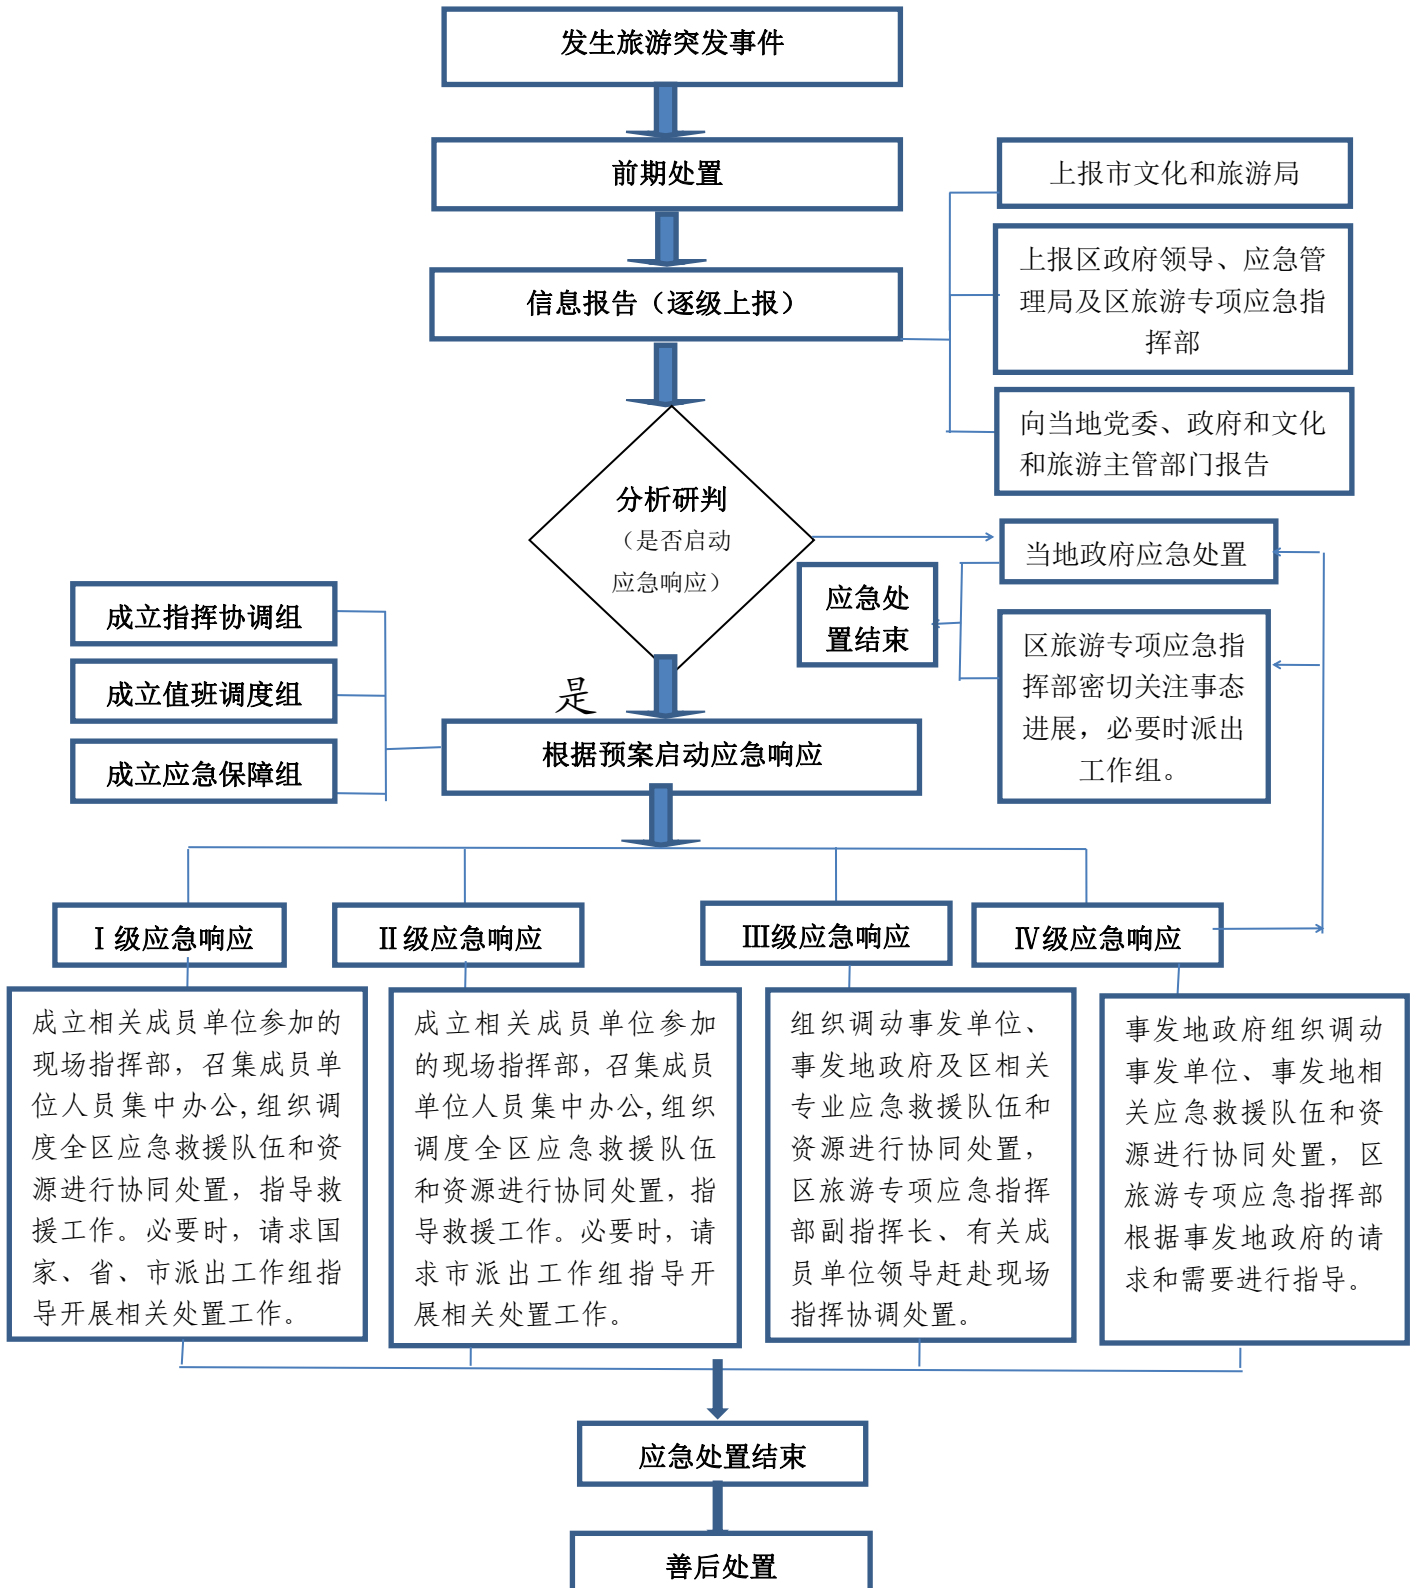 发生旅游突发事件
前期处置
上报市文化和旅游局
上报区政府领导、应急管
理局及区旅游专项应急指
挥部
信息报告（逐级上报）
向当地党委、政府和文化
和旅游主管部门报告
分析研判
（是否启动
应急响应）
当地政府应急处置
应急处
置结束
成立指挥协调组
成立值班调度组
成立应急保障组
区旅游专项应急指
挥部密切关注事态
进展，必要时派出
工作组。
是
根据预案启动应急响应
Ⅰ级应急响应
Ⅱ级应急响应
Ⅲ级应急响应
Ⅳ级应急响应
成立相关成员单位参加的
现场指挥部，召集成员单
位人员集中办公,组织调
度全区应急救援队伍和资
源进行协同处置，指导救
援工作。必要时，请求国
家、省、市派出工作组指
导开展相关处置工作。
成立相关成员单位参加
的现场指挥部，召集成员
单位人员集中办公,组织
调度全区应急救援队伍
和资源进行协同处置，指
导救援工作。必要时，请
求市派出工作组指导开
展相关处置工作。
组织调动事发单位、
事发地政府及区相关
专业应急救援队伍和
资源进行协同处置，
区旅游专项应急指挥
部副指挥长、有关成
员单位领导赶赴现场
指挥协调处置。
事发地政府组织调动
事发单位、事发地相
关应急救援队伍和资
源进行协同处置，区
旅游专项应急指挥部
根据事发地政府的请
求和需要进行指导。
应急处置结束
善后处置